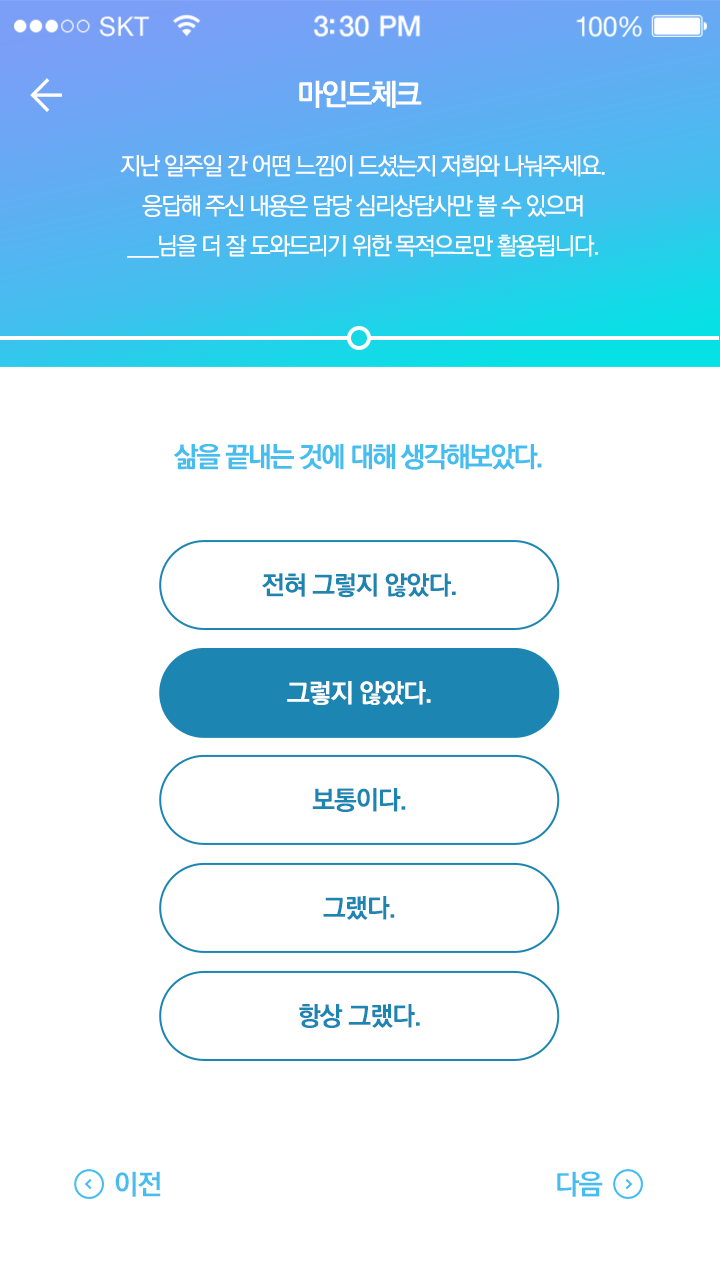 SKT 3:30 PM 100%
마인드체크
지난 일주일 간 어떤 느낌이 드셨는지 저희와 나눠주세요.
응답해 주신 내용은 담당 심리상담사만 볼 수 있으며
___님을 더 잘 도와드리기 위한 목적으로만 활용됩니다.
삶을 끝내는 것에 대해 생각해보았다.
전혀 그렇지 않았다.
그렇지 않았다.
보통이다.
그랬다.
항상 그랬다.
이전 다음